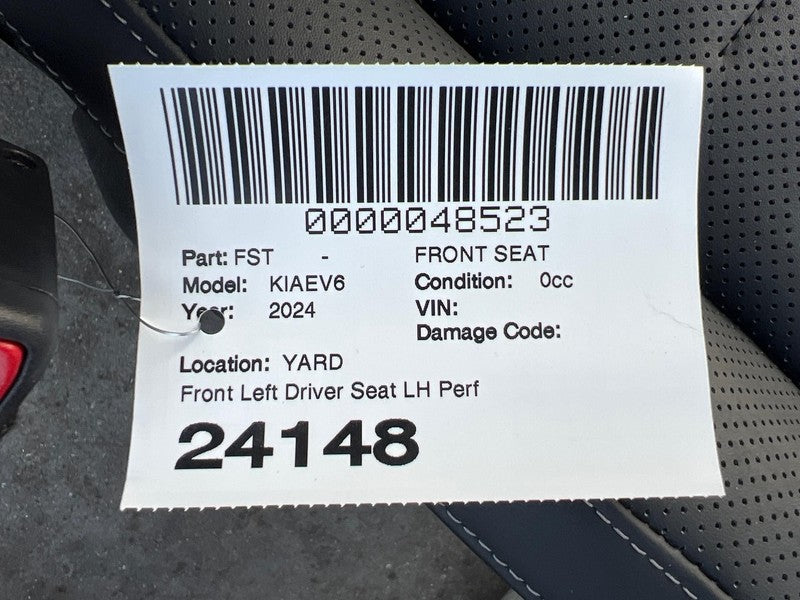 0000048523
Part: FST - FRONT SEAT
Model: KIAEV6 Condition: 0cc
Year: 2024 VIN:
Damage Code:
Location: YARD
Front Left Driver Seat LH Perf
24148